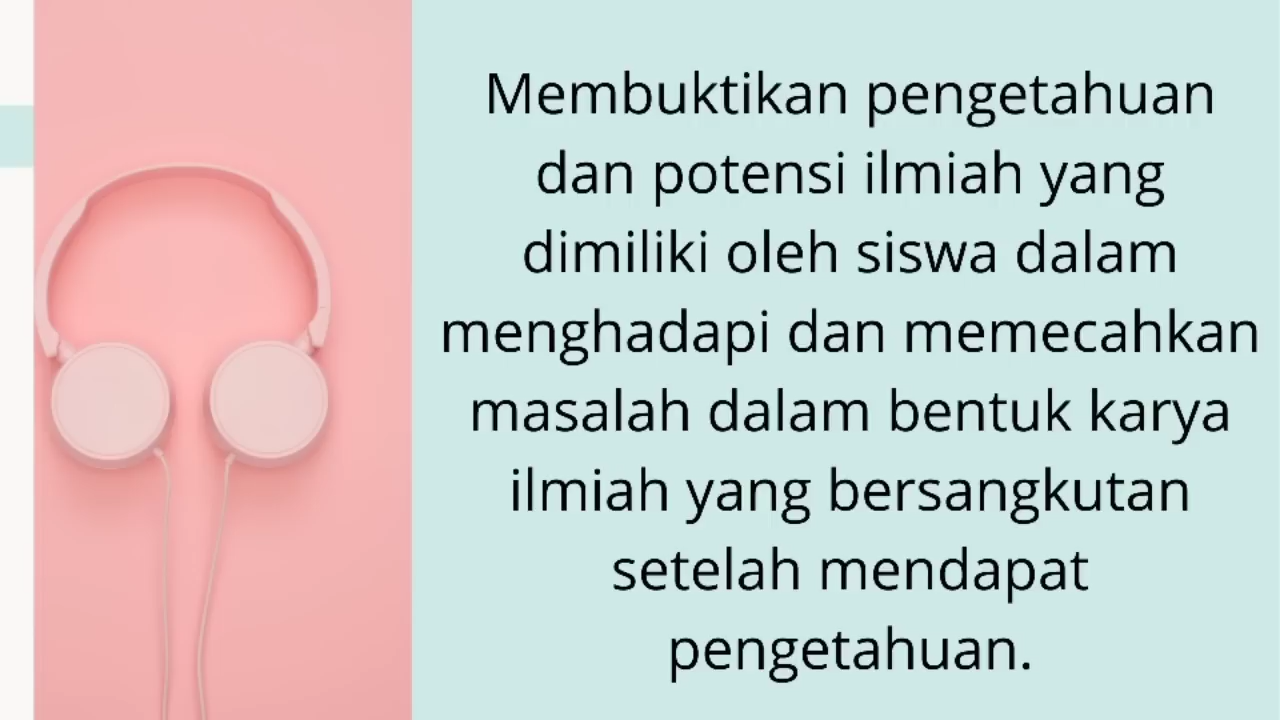 Membuktikan pengetahuan
dan potensi ilmiah yang
dimiliki oleh siswa dalam
menghadapi dan memecahkan
masalah dalam bentuk karya
ilmiah yang bersangkutan
setelah mendapat
pengetahuan.